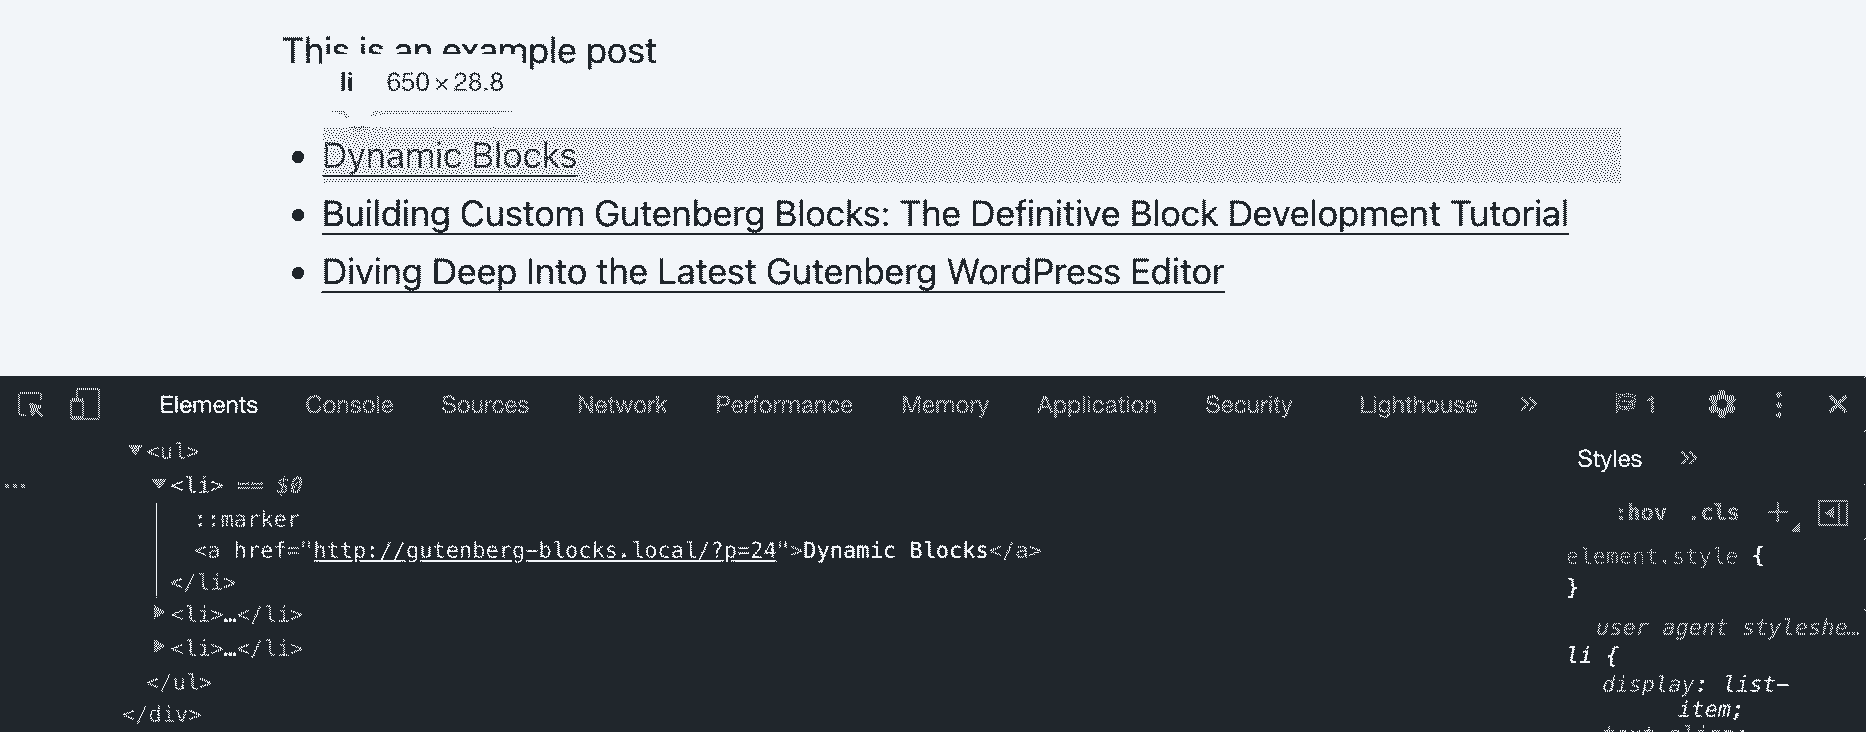 This is an example post
li 650 × 28.8
• Dynamic Blocks
• Building Custom Gutenberg Blocks: The Definitive Block Development Tutorial
• Diving Deep Into the Latest Gutenberg WordPress Editor
Elements Console Sources Network Performance Memory Application Security Lighthouse » 1
▼<ul>
… ▼<li> == $0
::marker
<a href="http://gutenberg-blocks.local/?p=24">Dynamic Blocks</a>
</li>
▶<li>…</li>
▶<li>…</li>
</ul>
</div>
Styles »
:hov .cls +
element.style {
}
user agent styleshe…
li {
display: list-
item;
text-align: